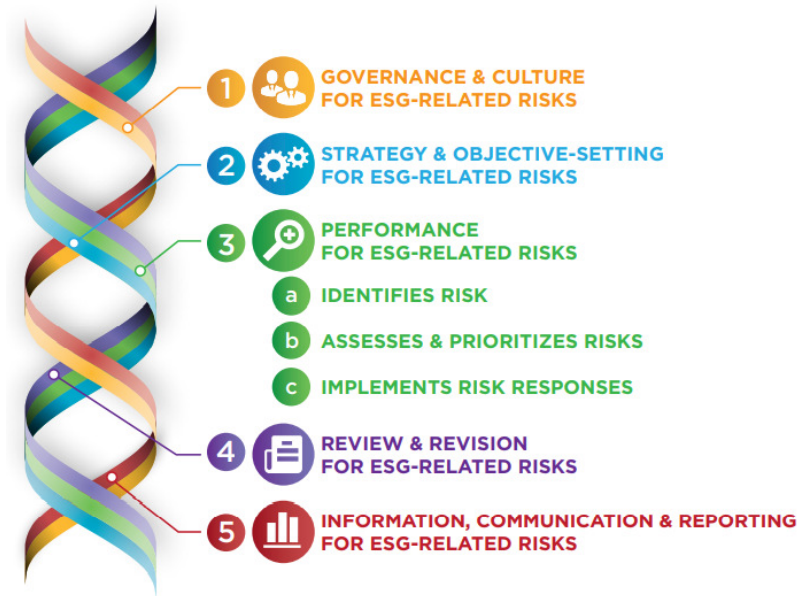 1
GOVERNANCE & CULTURE
FOR ESG-RELATED RISKS
2
STRATEGY & OBJECTIVE-SETTING
FOR ESG-RELATED RISKS
3
PERFORMANCE
FOR ESG-RELATED RISKS
a IDENTIFIES RISK
b ASSESSES & PRIORITIZES RISKS
c IMPLEMENTS RISK RESPONSES
4
REVIEW & REVISION
FOR ESG-RELATED RISKS
5
INFORMATION, COMMUNICATION & REPORTING
FOR ESG-RELATED RISKS